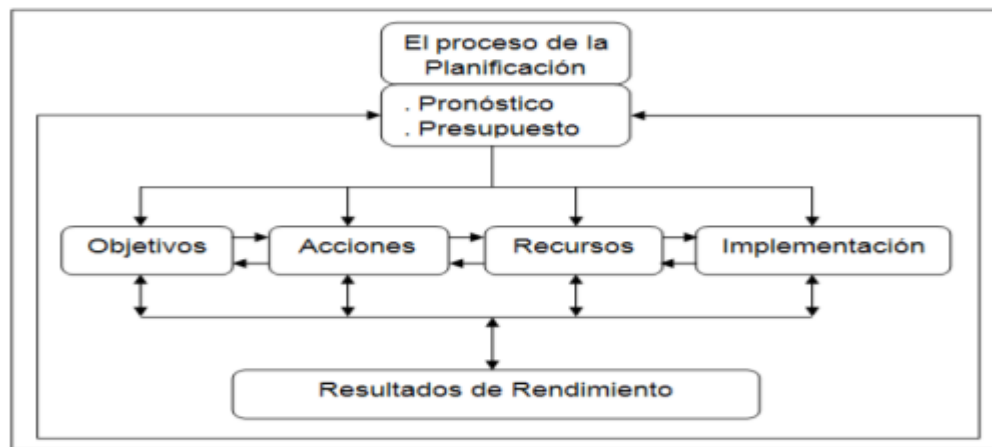 El proceso de la
Planificación
. Pronóstico
. Presupuesto
Objetivos
Acciones
Recursos
Implementación
Resultados de Rendimiento